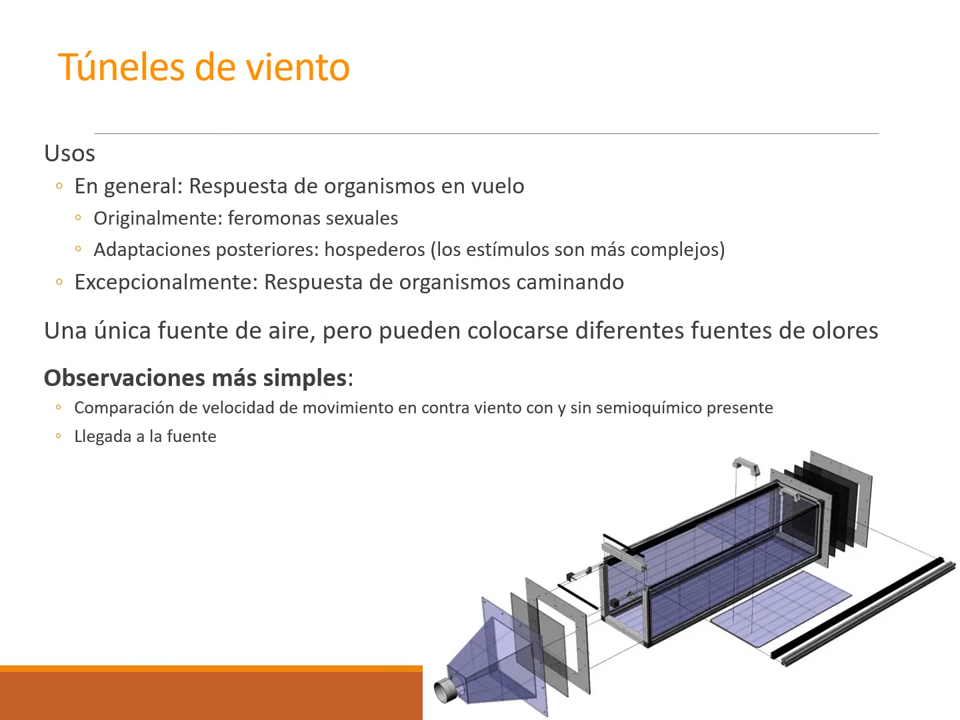 Túneles de viento
Usos
◦ En general: Respuesta de organismos en vuelo
◦ Originalmente: feromonas sexuales
◦ Adaptaciones posteriores: hospederos (los estímulos son más complejos)
◦ Excepcionalmente: Respuesta de organismos caminando
Una única fuente de aire, pero pueden colocarse diferentes fuentes de olores
Observaciones más simples:
◦ Comparación de velocidad de movimiento en contra viento con y sin semioquímico presente
◦ Llegada a la fuente